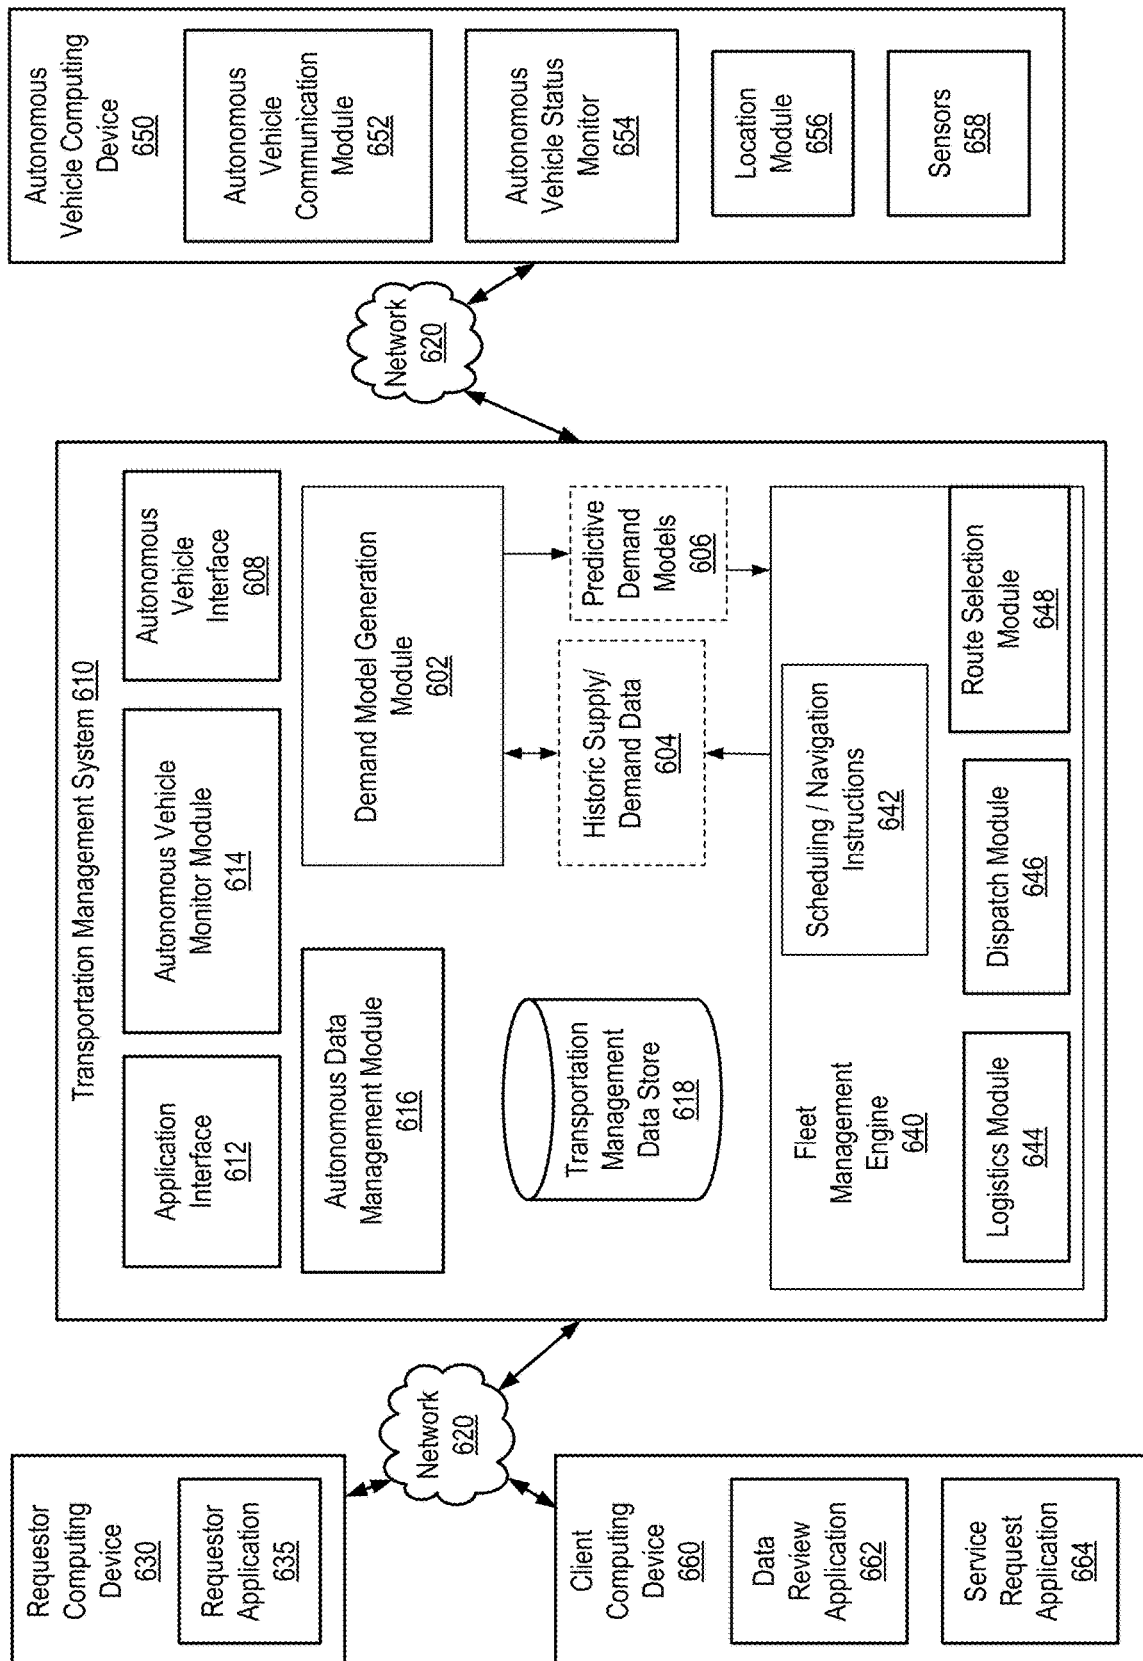 Requestor
Computing
Device
630
Requestor
Application
635
Client
Computing
Device
660
Data
Review
Application
662
Service
Request
Application
664
Network
620
Transportation Management System 610
Application
Interface
612
Autonomous Vehicle
Monitor Module
614
Autonomous
Vehicle
Interface
608
Autonomous Data
Management Module
616
Demand Model Generation
Module
602
Transportation
Management
Data Store
618
Historic Supply/
Demand Data
604
Predictive
Demand
Models
606
Fleet
Management
Engine
640
Scheduling / Navigation
Instructions
642
Logistics Module
644
Dispatch Module
646
Route Selection
Module
648
Network
620
Autonomous
Vehicle Computing
Device
650
Autonomous
Vehicle
Communication
Module
652
Autonomous
Vehicle Status
Monitor
654
Location
Module
656
Sensors
658